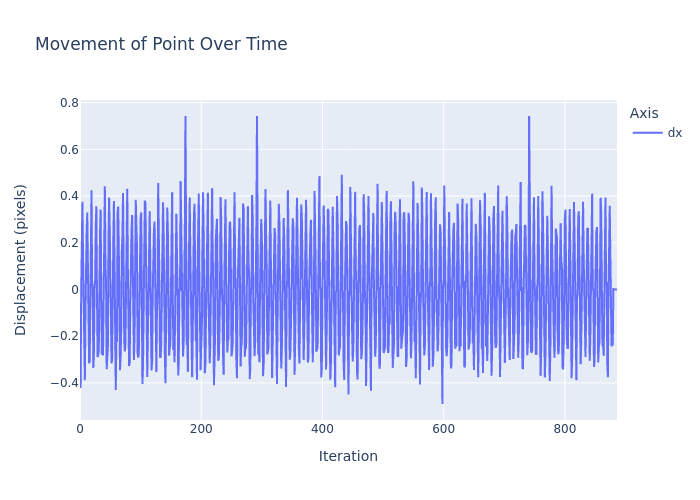 Movement of Point Over Time
Axis
dx
Displacement (pixels)
0.8
0.6
0.4
0.2
0
−0.2
−0.4
0
200
400
600
800
Iteration